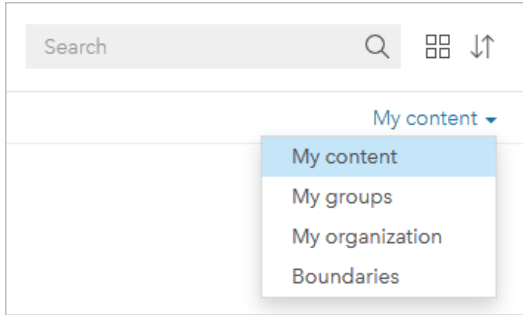 Search
My content
My content
My groups
My organization
Boundaries